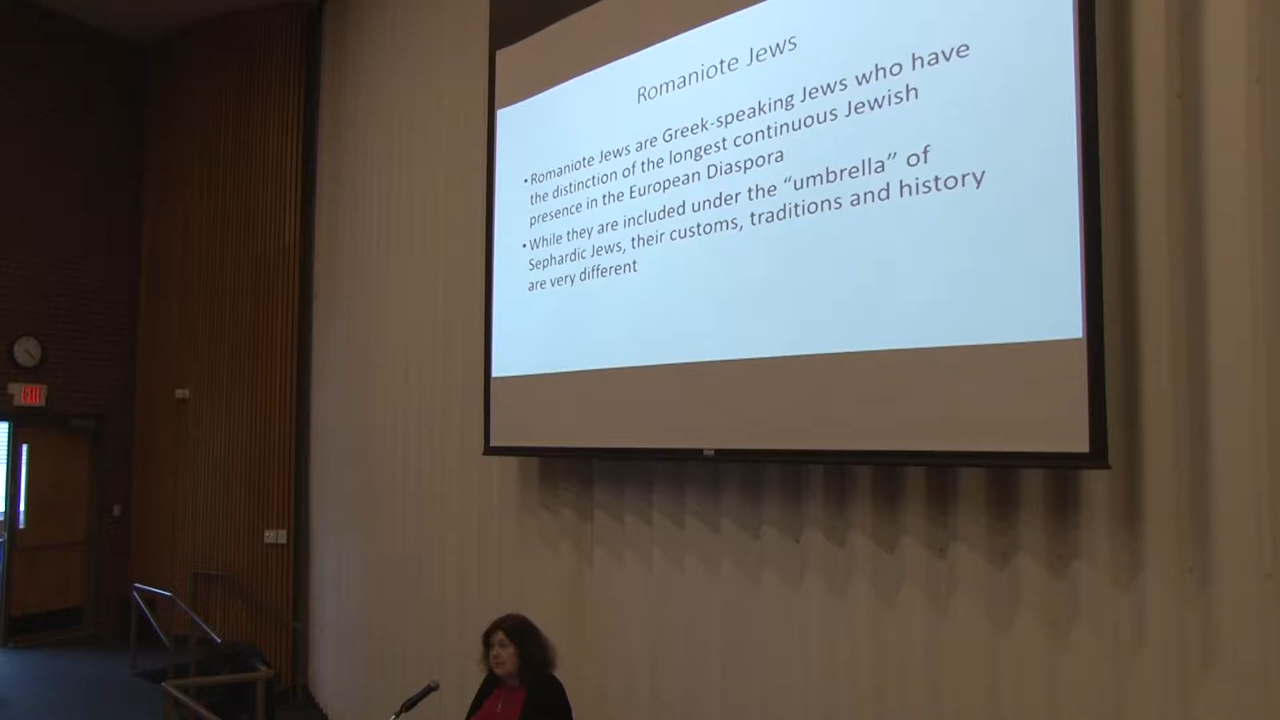 Romaniote Jews
•Romaniote Jews are Greek-speaking Jews who have
the distinction of the longest continuous Jewish
presence in the European Diaspora
•While they are included under the “umbrella” of
Sephardic Jews, their customs, traditions and history
are very different
EXIT